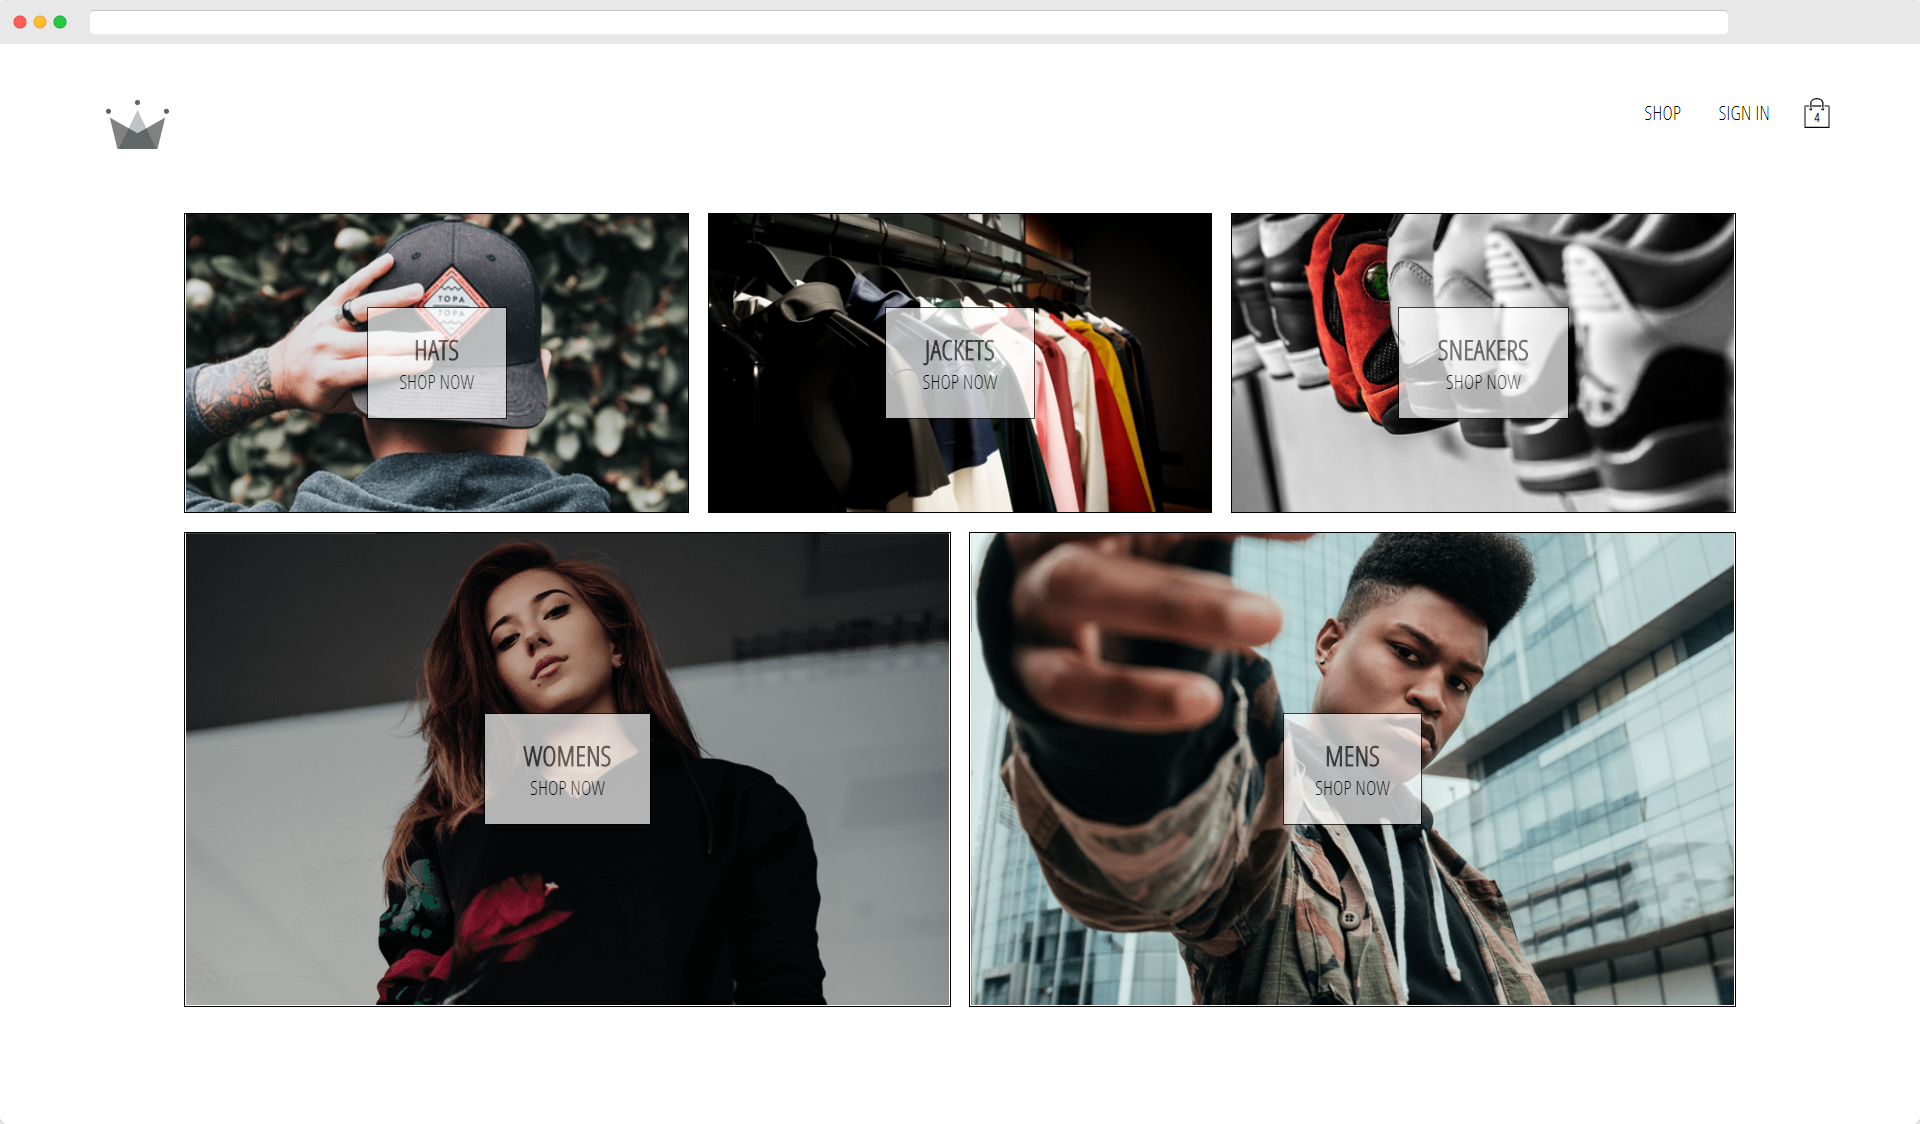 SHOP
SIGN IN
4
TOPA
TOPA
HATS
SHOP NOW
JACKETS
SHOP NOW
SNEAKERS
SHOP NOW
WOMENS
SHOP NOW
MENS
SHOP NOW